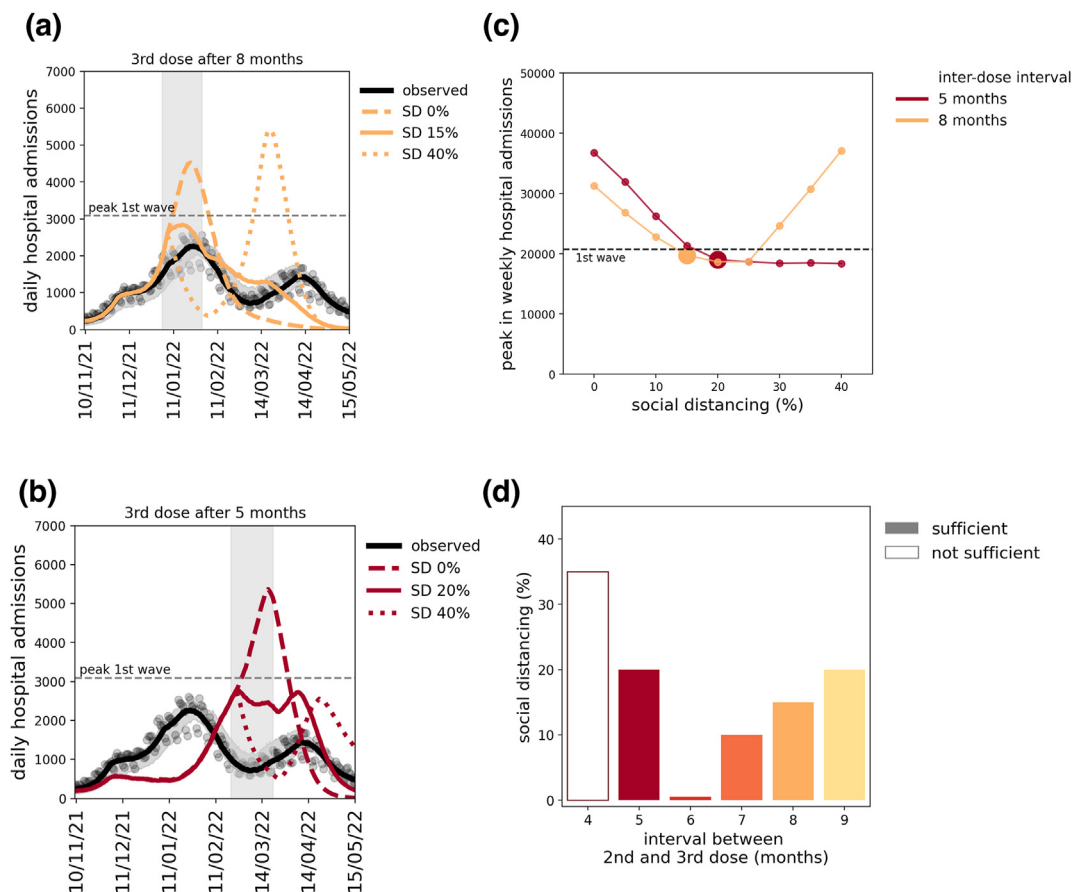 (a)
3rd dose after 8 months
daily hospital admissions
7000
6000
5000
4000
3000
2000
1000
0
peak 1st wave
10/11/21
11/12/21
11/01/22
11/02/22
14/03/22
14/04/22
15/05/22
observed
SD 0%
SD 15%
SD 40%
(c)
peak in weekly hospital admissions
50000
40000
30000
20000
10000
0
1st wave
0
10
20
30
40
social distancing (%)
inter-dose interval
5 months
8 months
(b)
3rd dose after 5 months
daily hospital admissions
7000
6000
5000
4000
3000
2000
1000
0
peak 1st wave
10/11/21
11/12/21
11/01/22
11/02/22
14/03/22
14/04/22
15/05/22
observed
SD 0%
SD 20%
SD 40%
(d)
social distancing (%)
40
30
20
10
0
4
5
6
7
8
9
interval between
2nd and 3rd dose (months)
sufficient
not sufficient